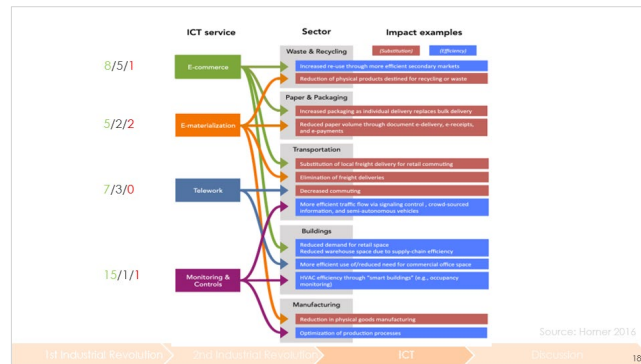 ICT service
Sector
Impact examples
(Substitution)
(Efficiency)
8/5/1
E-commerce
5/2/2
E-materialization
7/3/0
Telework
15/1/1
Monitoring &
Controls
Waste & Recycling
Increased re-use through more efficient secondary markets
Reduction of physical products destined for recycling or waste
Paper & Packaging
Increased packaging as individual delivery replaces bulk delivery
Reduced paper volume through document e-delivery, e-receipts,
and e-payments
Transportation
Substitution of local freight delivery for retail commuting
Elimination of freight deliveries
Decreased commuting
More efficient traffic flow via signaling control , crowd-sourced
information, and semi-autonomous vehicles
Buildings
Reduced demand for retail space
Reduced warehouse space due to supply-chain efficiency
More efficient use of/reduced need for commercial office space
HVAC efficiency through "smart buildings" (e.g., occupancy
monitoring)
Manufacturing
Reduction in physical goods manufacturing
Optimization of production processes
Source: Horner 2016
1st Industrial Revolution
2nd Industrial Revolution
ICT
Discussion
18